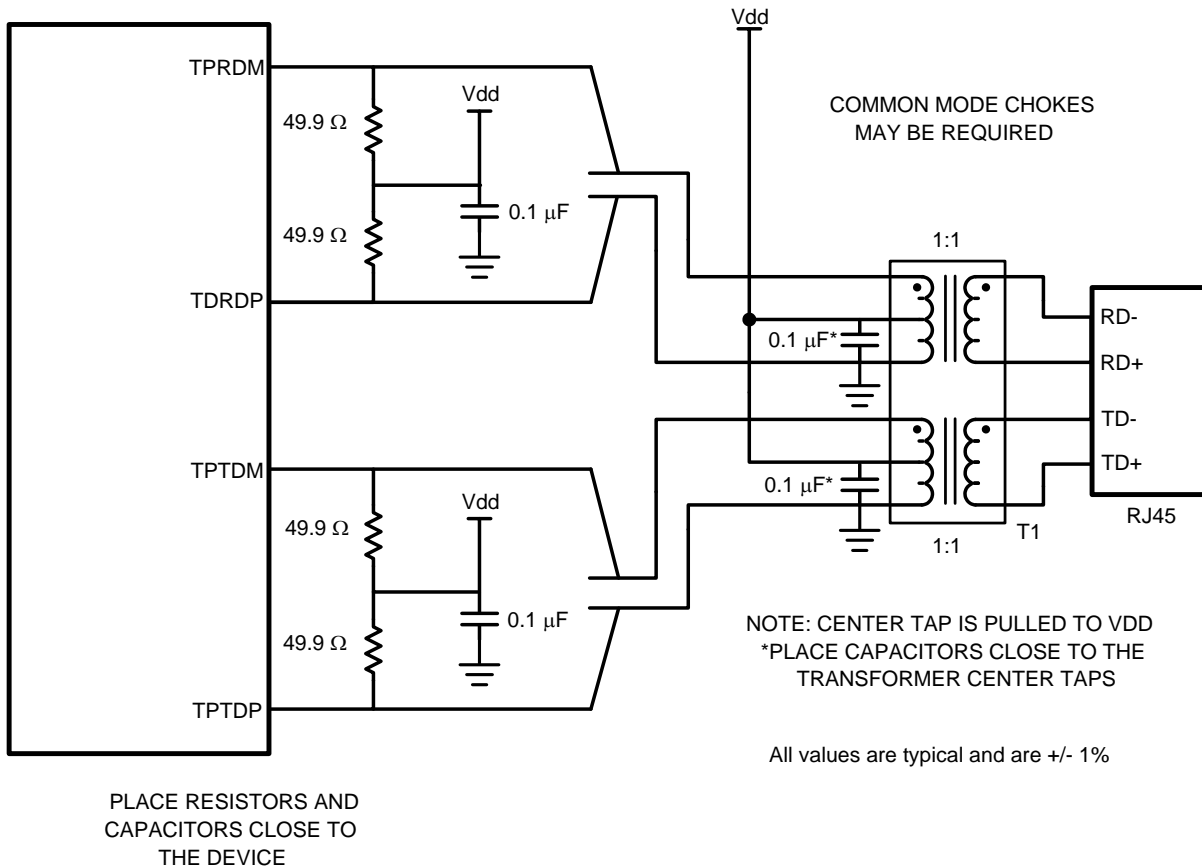 Vdd
TPRDM
Vdd
49.9 Ω
COMMON MODE CHOKES
MAY BE REQUIRED
0.1 μF
49.9 Ω
1:1
TDRDP
RD-
0.1 μF*
RD+
TD-
TPTDM
TD+
0.1 μF*
Vdd
RJ45
49.9 Ω
T1
1:1
0.1 μF
49.9 Ω
NOTE: CENTER TAP IS PULLED TO VDD
*PLACE CAPACITORS CLOSE TO THE
TRANSFORMER CENTER TAPS
TPTDP
All values are typical and are +/- 1%
PLACE RESISTORS AND
CAPACITORS CLOSE TO
THE DEVICE